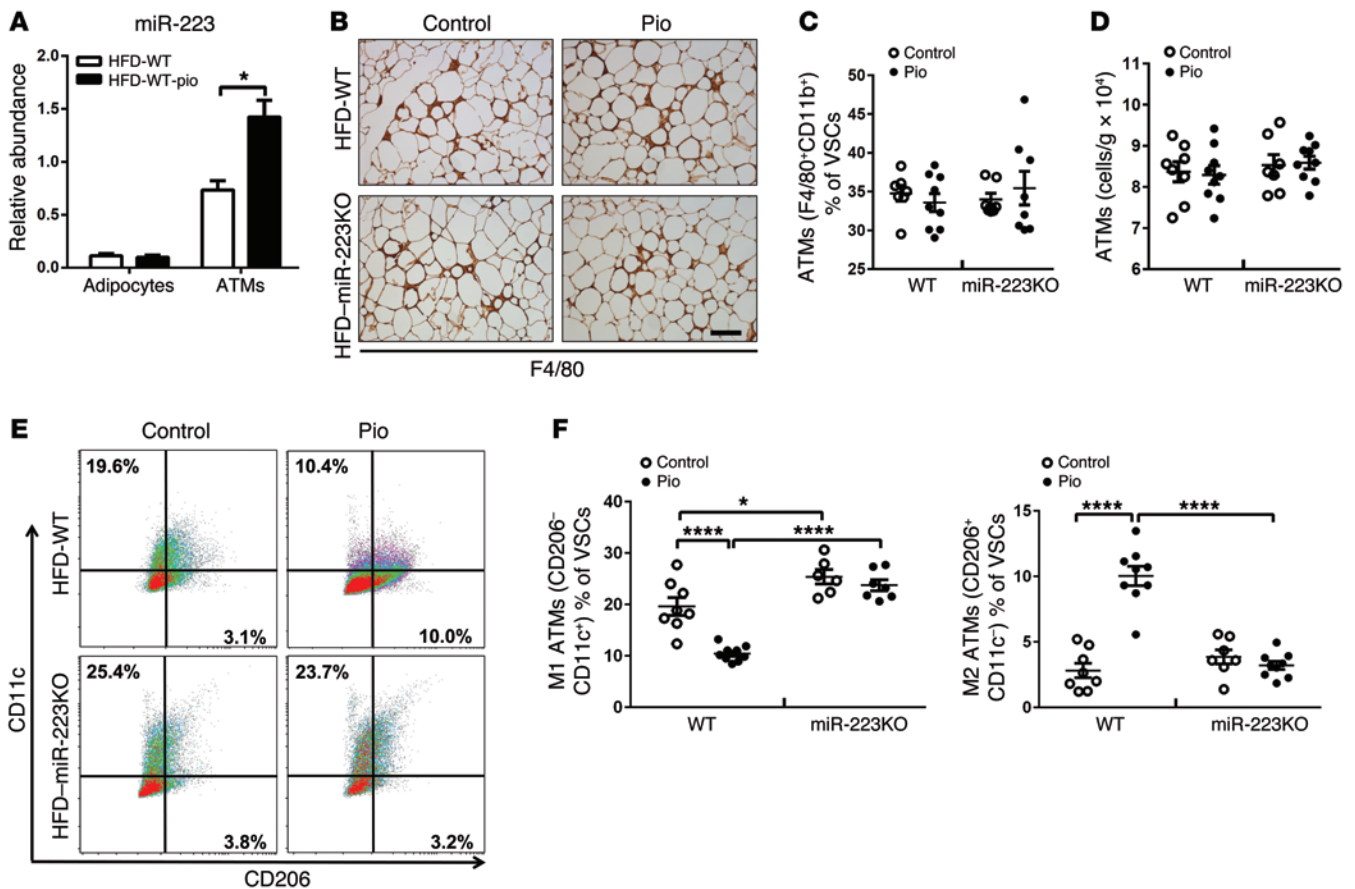 A
miR-223
Relative abundance
2.0
1.5
1.0
0.5
0.0
HFD-WT
HFD-WT-pio
*
Adipocytes
ATMs
B
Control
Pio
HFD-WT
HFD–miR-223KO
F4/80
C
Control
Pio
ATMs (F4/80⁺CD11b⁺)
% of VSCs
50
45
40
35
30
25
WT
miR-223KO
D
Control
Pio
ATMs (cells/g × 10⁴)
11
9
8
7
6
WT
miR-223KO
E
Control
Pio
HFD-WT
19.6%
3.1%
10.4%
10.0%
HFD–miR-223KO
25.4%
3.8%
23.7%
3.2%
CD11c
CD206
F
Control
Pio
M1 ATMs (CD206⁻
CD11c⁺) % of VSCs
40
30
20
10
0
*
****
****
WT
miR-223KO
Control
Pio
M2 ATMs (CD206⁺
CD11c⁻) % of VSCs
15
10
5
0
****
****
WT
miR-223KO